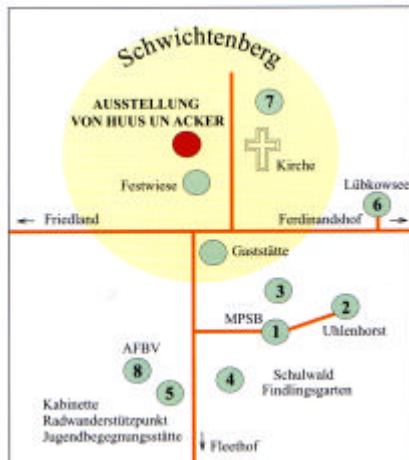 Schwichtenberg
7
AUSSTELLUNG
VON HUUS UN ACKER
Kirche
Festwiese
Lübkowsee
6
← Friedland
Ferdinandshof →
Gaststätte
3
2
MPSB
1
Uhlenhorst
AFBV
8
4
Schulwald
Findlingsgarten
5
Kabinette
Radwanderstützpunkt
Jugendbegegnungsstätte
↓ Fleethof